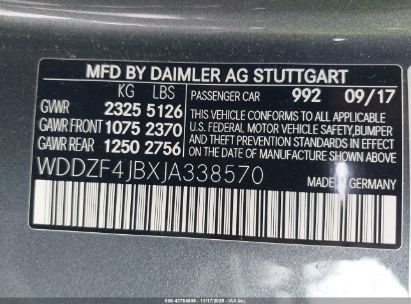 MFD BY DAIMLER AG STUTTGART
KG LBS
PASSENGER CAR 992 09/17
GVWR 2325 5126
GAWR FRONT 1075 2370
GAWR REAR 1250 2756
THIS VEHICLE CONFORMS TO ALL APPLICABLE
U.S. FEDERAL MOTOR VEHICLE SAFETY,BUMPER
AND THEFT PREVENTION STANDARDS IN EFFECT
ON THE DATE OF MANUFACTURE SHOWN ABOVE
WDDZF4JBXJA338570
MADE IN GERMANY